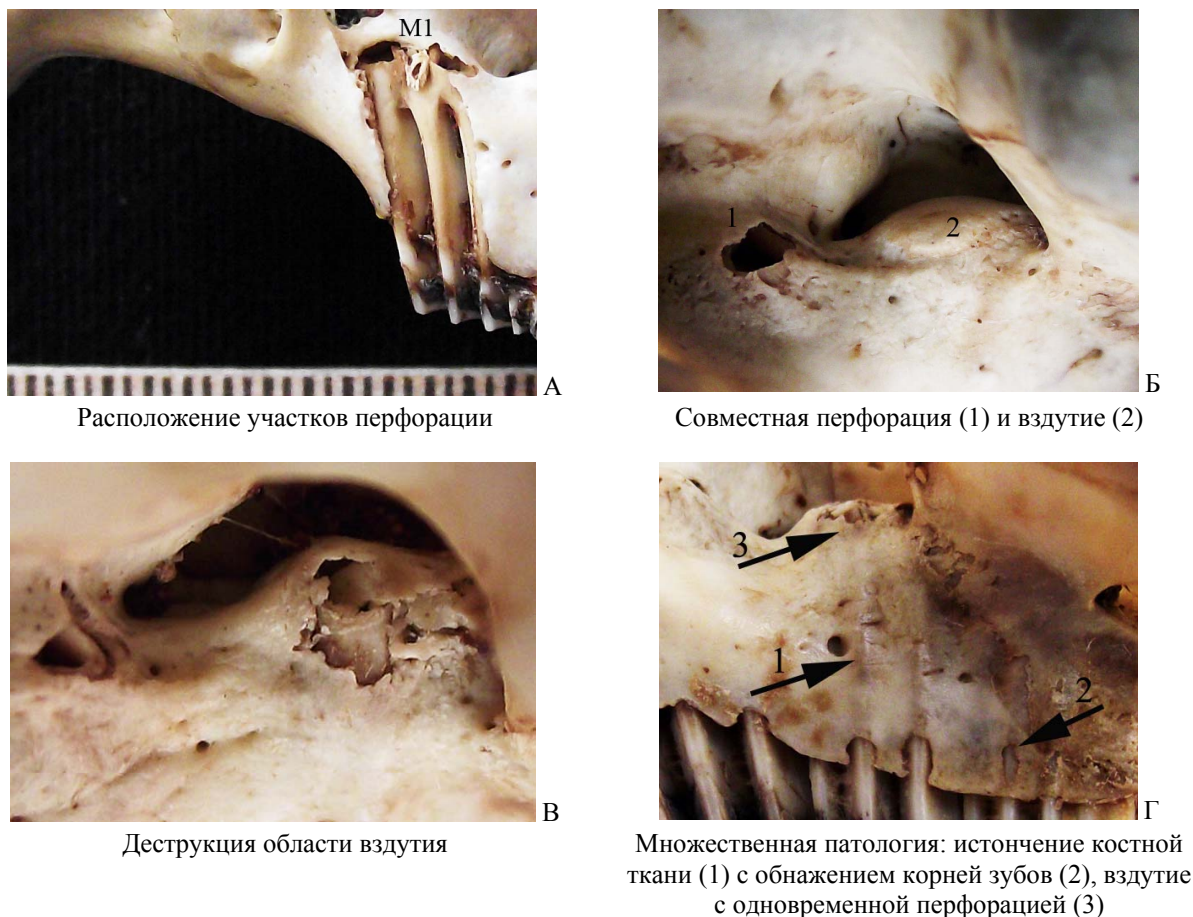 М1
А
Расположение участков перфорации
1
2
Б
Совместная перфорация (1) и вздутие (2)
В
Деструкция области вздутия
3
1
2
Г
Множественная патология: истончение костной
ткани (1) с обнажением корней зубов (2), вздутие
с одновременной перфорацией (3)